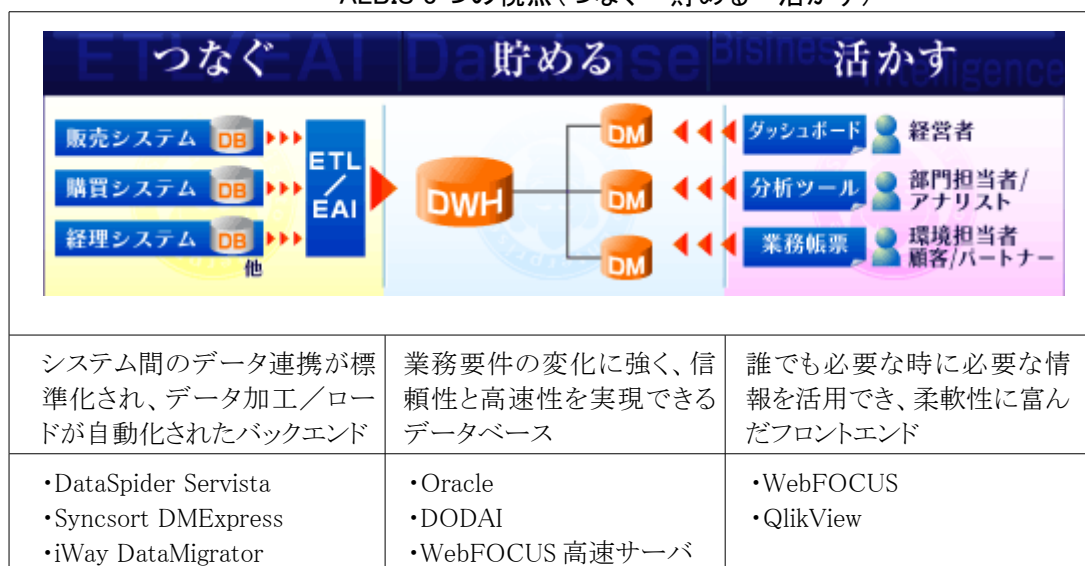 つなぐ 貯める 活かす
ETL/EAI Database Bisiness Intelligence
販売システム DB
購買システム DB
経理システム DB
他
ETL
／
EAI
DWH
DM
DM
DM
ダッシュボード 経営者
分析ツール 部門担当者/
アナリスト
業務帳票 環境担当者
顧客/パートナー
システム間のデータ連携が標
準化され、データ加工／ロー
ドが自動化されたバックエンド
業務要件の変化に強く、信
頼性と高速性を実現できる
データベース
誰でも必要な時に必要な情
報を活用でき、柔軟性に富ん
だフロントエンド
・DataSpider Servista
・Syncsort DMExpress
・iWay DataMigrator
・Oracle
・DODAI
・WebFOCUS 高速サーバ
・WebFOCUS
・QlikView